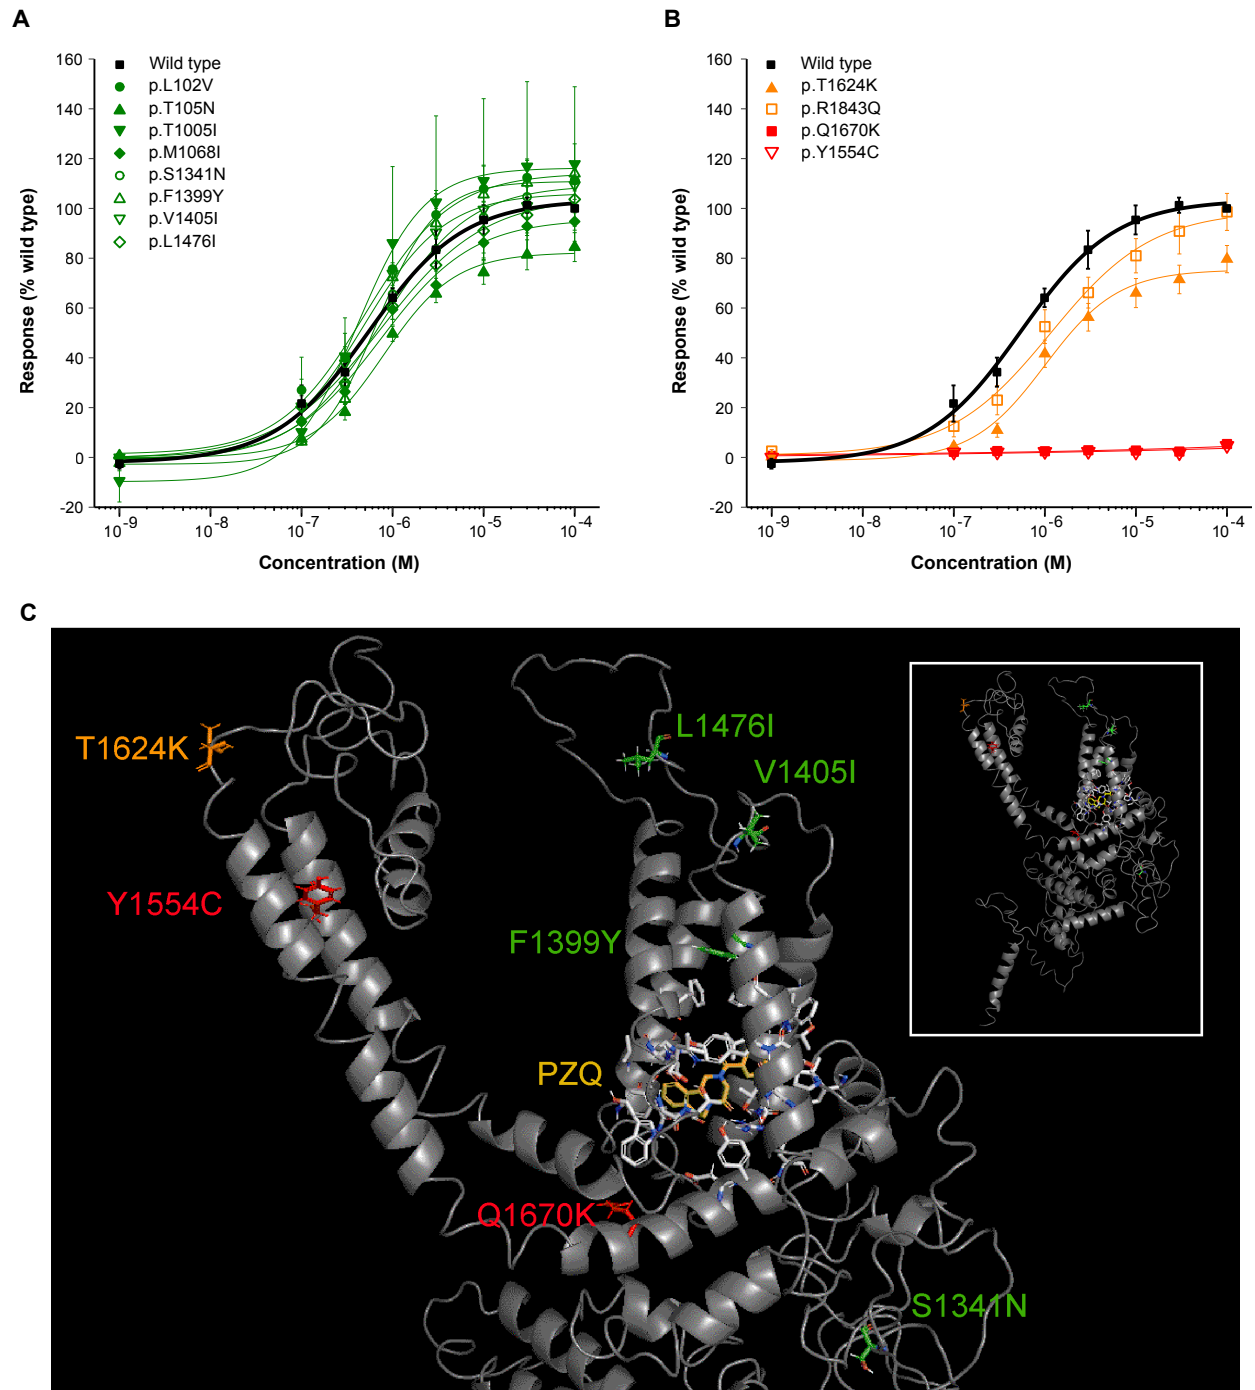 A
Response (% wild type)
160
140
120
100
80
60
40
20
0
-20
Wild type
p.L102V
p.T105N
p.T1005I
p.M1068I
p.S1341N
p.F1399Y
p.V1405I
p.L1476I
10-9 10-8 10-7 10-6 10-5 10-4
Concentration (M)
B
Response (% wild type)
160
140
120
100
80
60
40
20
0
-20
Wild type
p.T1624K
p.R1843Q
p.Q1670K
p.Y1554C
10-9 10-8 10-7 10-6 10-5 10-4
Concentration (M)
C
T1624K
L1476I
V1405I
Y1554C
F1399Y
PZQ
Q1670K
S1341N